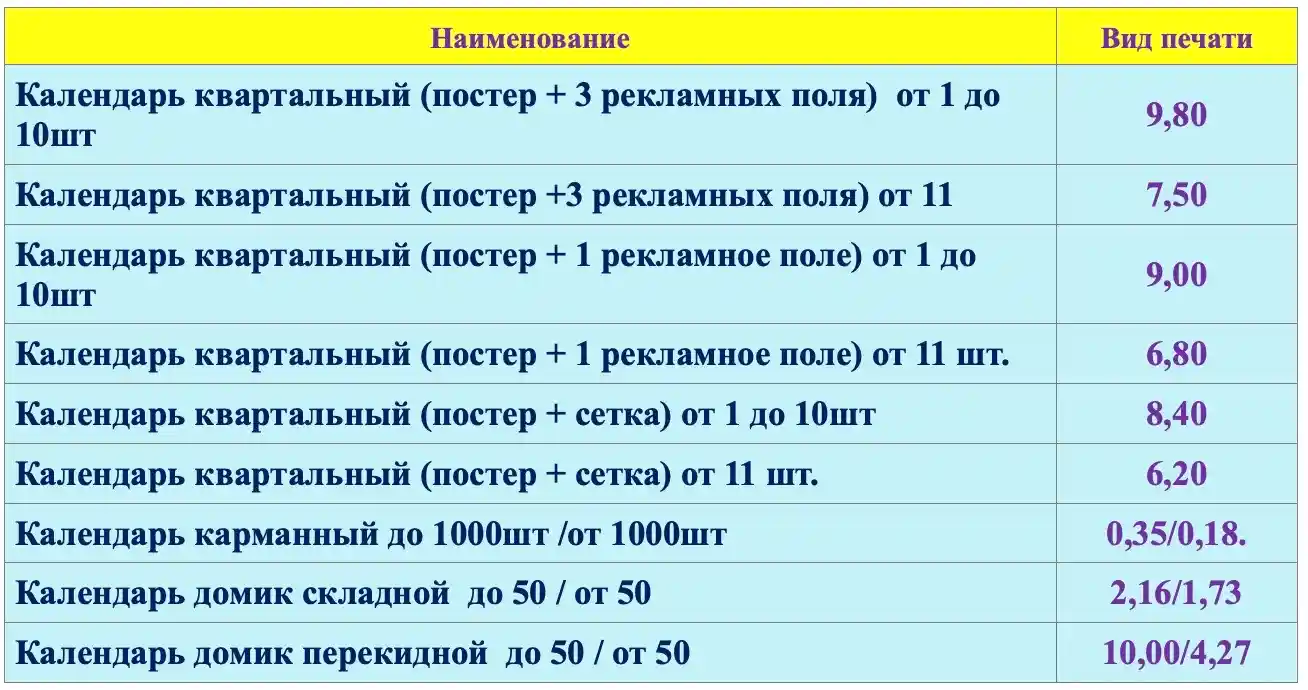 Наименование
Вид печати
Календарь квартальный (постер + 3 рекламных поля)  от 1 до
10шт
9,80
Календарь квартальный (постер +3 рекламных поля) от 11
7,50
Календарь квартальный (постер + 1 рекламное поле) от 1 до
10шт
9,00
Календарь квартальный (постер + 1 рекламное поле) от 11 шт.
6,80
Календарь квартальный (постер + сетка) от 1 до 10шт
8,40
Календарь квартальный (постер + сетка) от 11 шт.
6,20
Календарь карманный до 1000шт /от 1000шт
0,35/0,18.
Календарь домик складной  до 50 / от 50
2,16/1,73
Календарь домик перекидной  до 50 / от 50
10,00/4,27